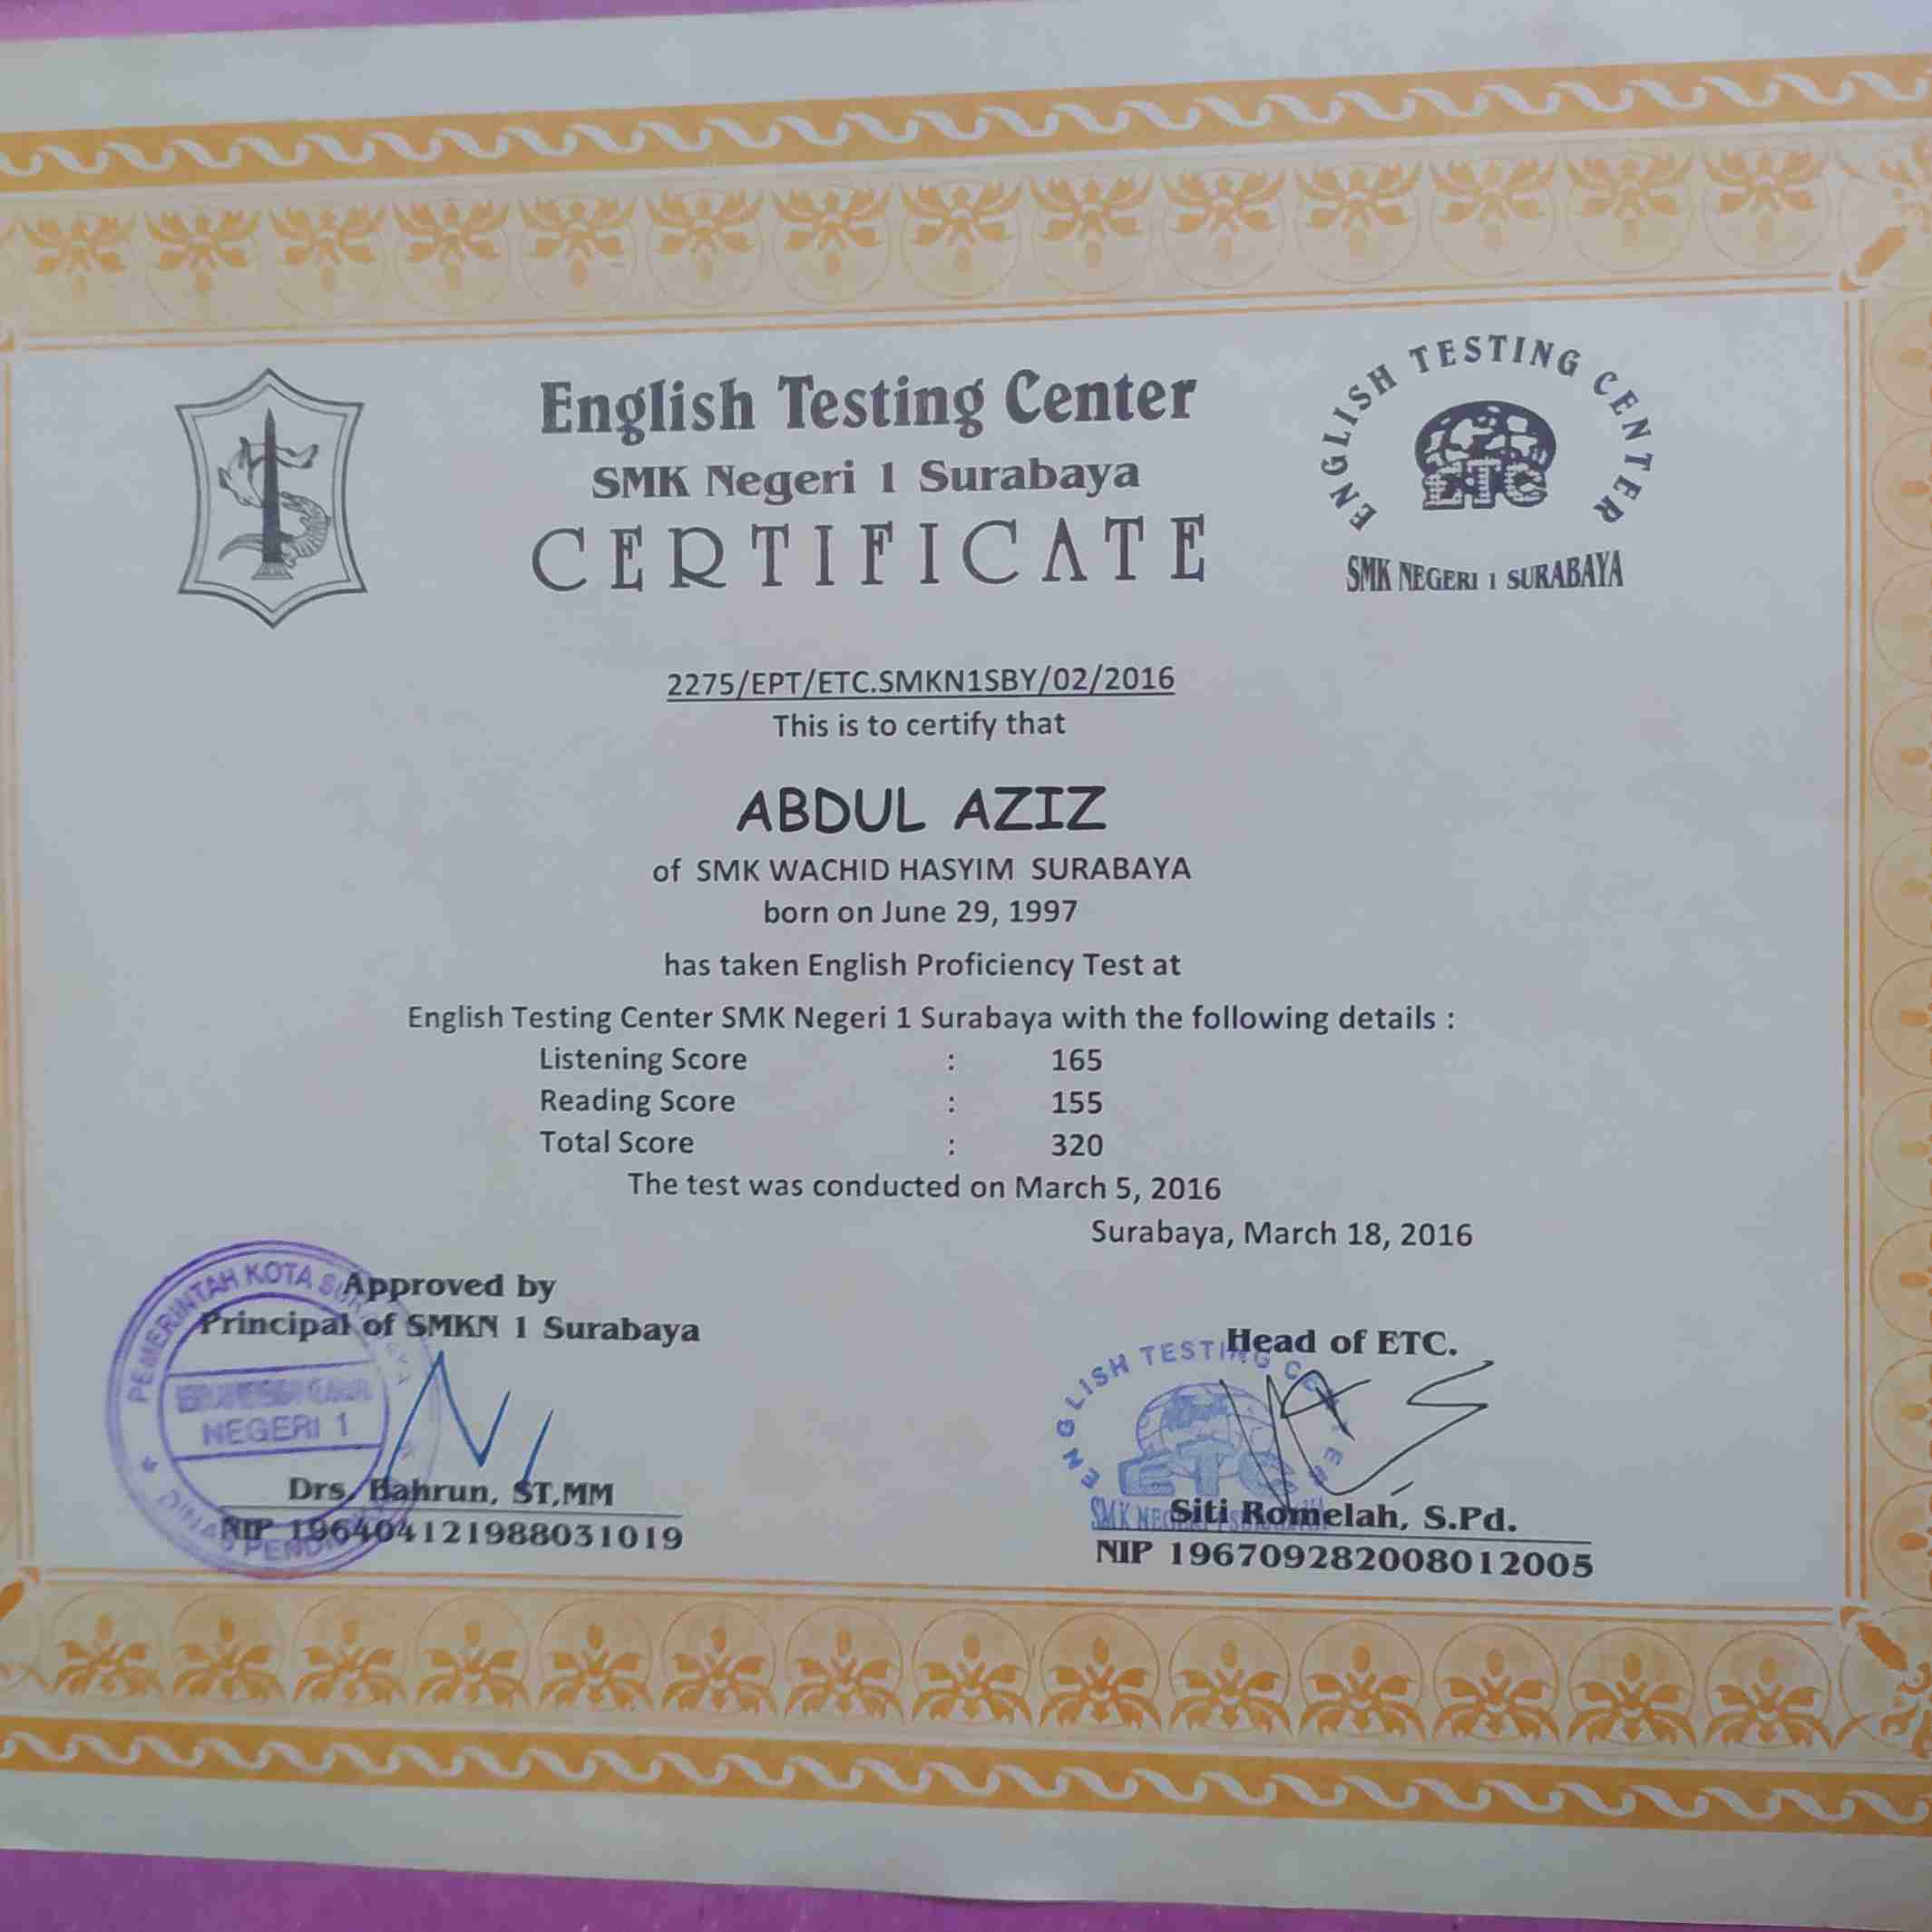 English Testing Center
SMK Negeri 1 Surabaya
CERTIFICATE
ENGLISH TESTING CENTER
ETC
SMK NEGERI 1 SURABAYA
2275/EPT/ETC.SMKN1SBY/02/2016
This is to certify that
ABDUL AZIZ
of SMK WACHID HASYIM SURABAYA
born on June 29, 1997
has taken English Proficiency Test at
English Testing Center SMK Negeri 1 Surabaya with the following details :
Listening Score : 165
Reading Score : 155
Total Score : 320
The test was conducted on March 5, 2016
Surabaya, March 18, 2016
Approved by
Principal of SMKN 1 Surabaya
PEMERINTAH KOTA
NEGERI 1
Drs. Bahrun, ST,MM
NIP 196404121988031019
Head of ETC.
ENGLISH TESTING
ETC
Siti Romelah, S.Pd.
NIP 196709282008012005